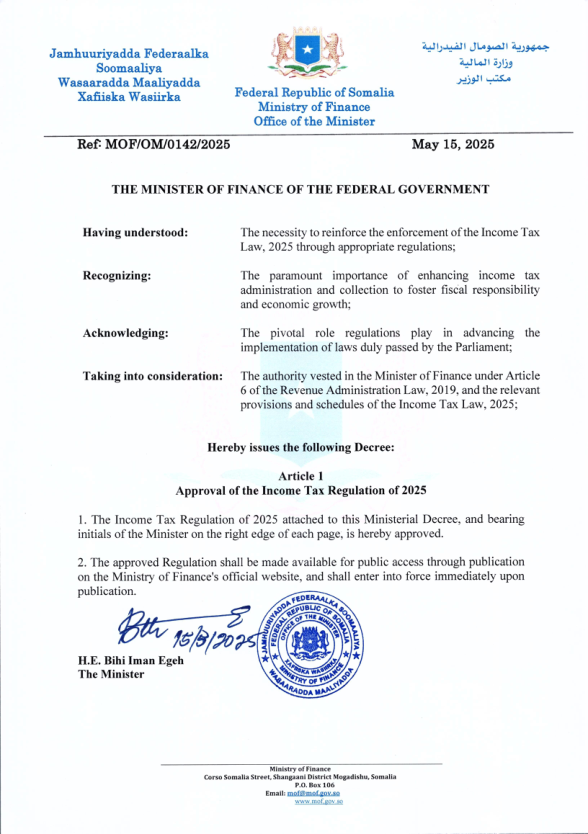 Jamhuuriyadda Federaalka
Soomaaliya
Wasaaradda Maaliyadda
Xafiiska Wasiirka
Federal Republic of Somalia
Ministry of Finance
Office of the Minister
جمهورية الصومال الفيدرالية
وزارة المالية
مكتب الوزير
Ref: MOF/OM/0142/2025 May 15, 2025
THE MINISTER OF FINANCE OF THE FEDERAL GOVERNMENT
Having understood: The necessity to reinforce the enforcement of the Income Tax
Law, 2025 through appropriate regulations;
Recognizing: The paramount importance of enhancing income tax
administration and collection to foster fiscal responsibility
and economic growth;
Acknowledging: The pivotal role regulations play in advancing the
implementation of laws duly passed by the Parliament;
Taking into consideration: The authority vested in the Minister of Finance under Article
6 of the Revenue Administration Law, 2019, and the relevant
provisions and schedules of the Income Tax Law, 2025;
Hereby issues the following Decree:
Article 1
Approval of the Income Tax Regulation of 2025
1. The Income Tax Regulation of 2025 attached to this Ministerial Decree, and bearing
initials of the Minister on the right edge of each page, is hereby approved.
2. The approved Regulation shall be made available for public access through publication
on the Ministry of Finance's official website, and shall enter into force immediately upon
publication.
H.E. Bihi Iman Egeh
The Minister
JAMHUURIYADDA FEDERAALKA SOOMAALIYA
FEDERAL REPUBLIC OF SOMALIA
OFFICE OF THE MINISTER
XAFIISKA WASIIRKA
MINISTRY OF FINANCE
WASAARADDA MAALIYADDA
Ministry of Finance
Corso Somalia Street, Shangaani District Mogadishu, Somalia
P.O. Box 106
Email: mof@mof.gov.so
www.mof.gov.so